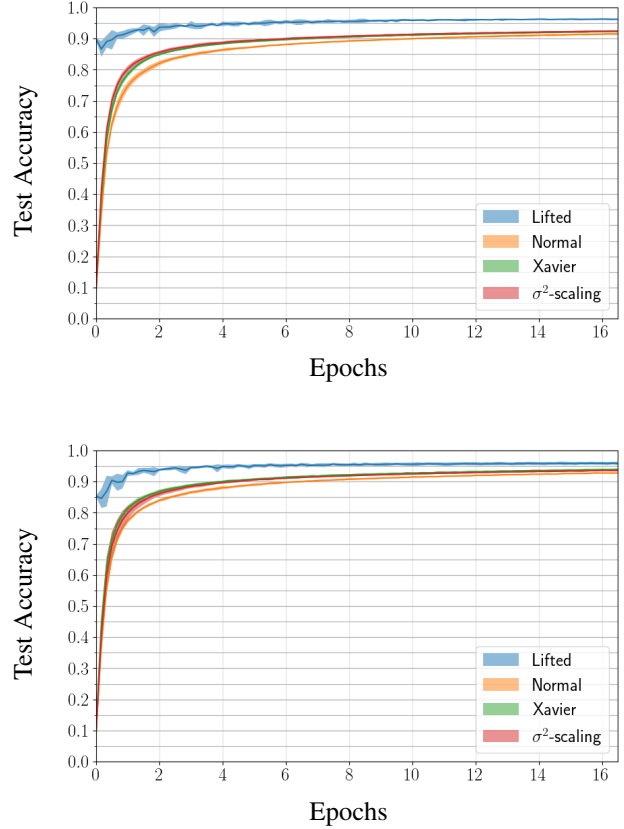 1.0
0.9
0.8
0.7
0.6
0.5
0.4
0.3
0.2
0.1
0.0
Test Accuracy
Lifted
Normal
Xavier
σ²-scaling
0 2 4 6 8 10 12 14 16
Epochs
1.0
0.9
0.8
0.7
0.6
0.5
0.4
0.3
0.2
0.1
0.0
Test Accuracy
Lifted
Normal
Xavier
σ²-scaling
0 2 4 6 8 10 12 14 16
Epochs